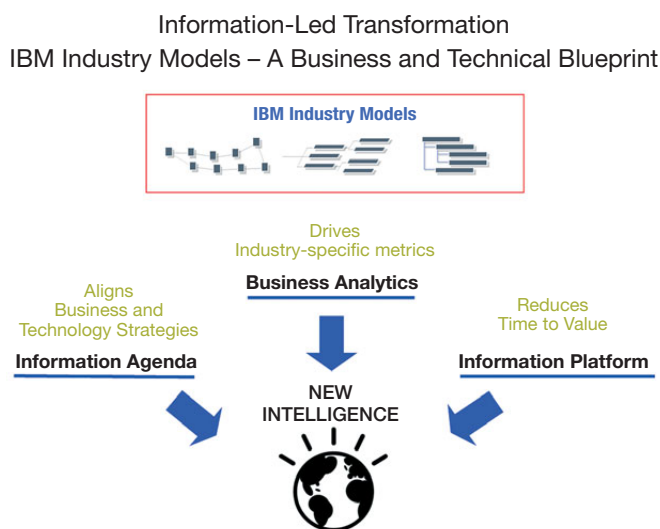 Information-Led Transformation
IBM Industry Models – A Business and Technical Blueprint
IBM Industry Models
Drives
Industry-specific metrics
Business Analytics
Aligns
Business and
Technology Strategies
Information Agenda
Reduces
Time to Value
Information Platform
NEW
INTELLIGENCE